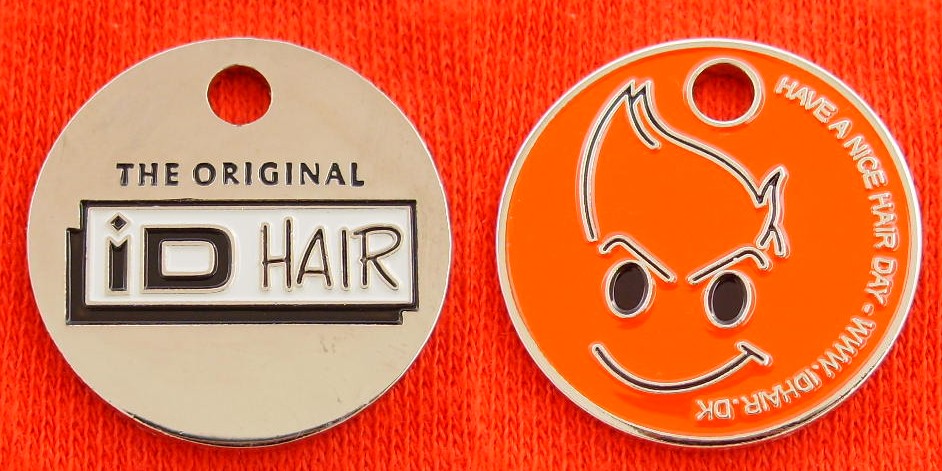 THE ORIGINAL
iD HAIR
HAVE A NICE HAIR DAY - WWW.IDHAIR.DK